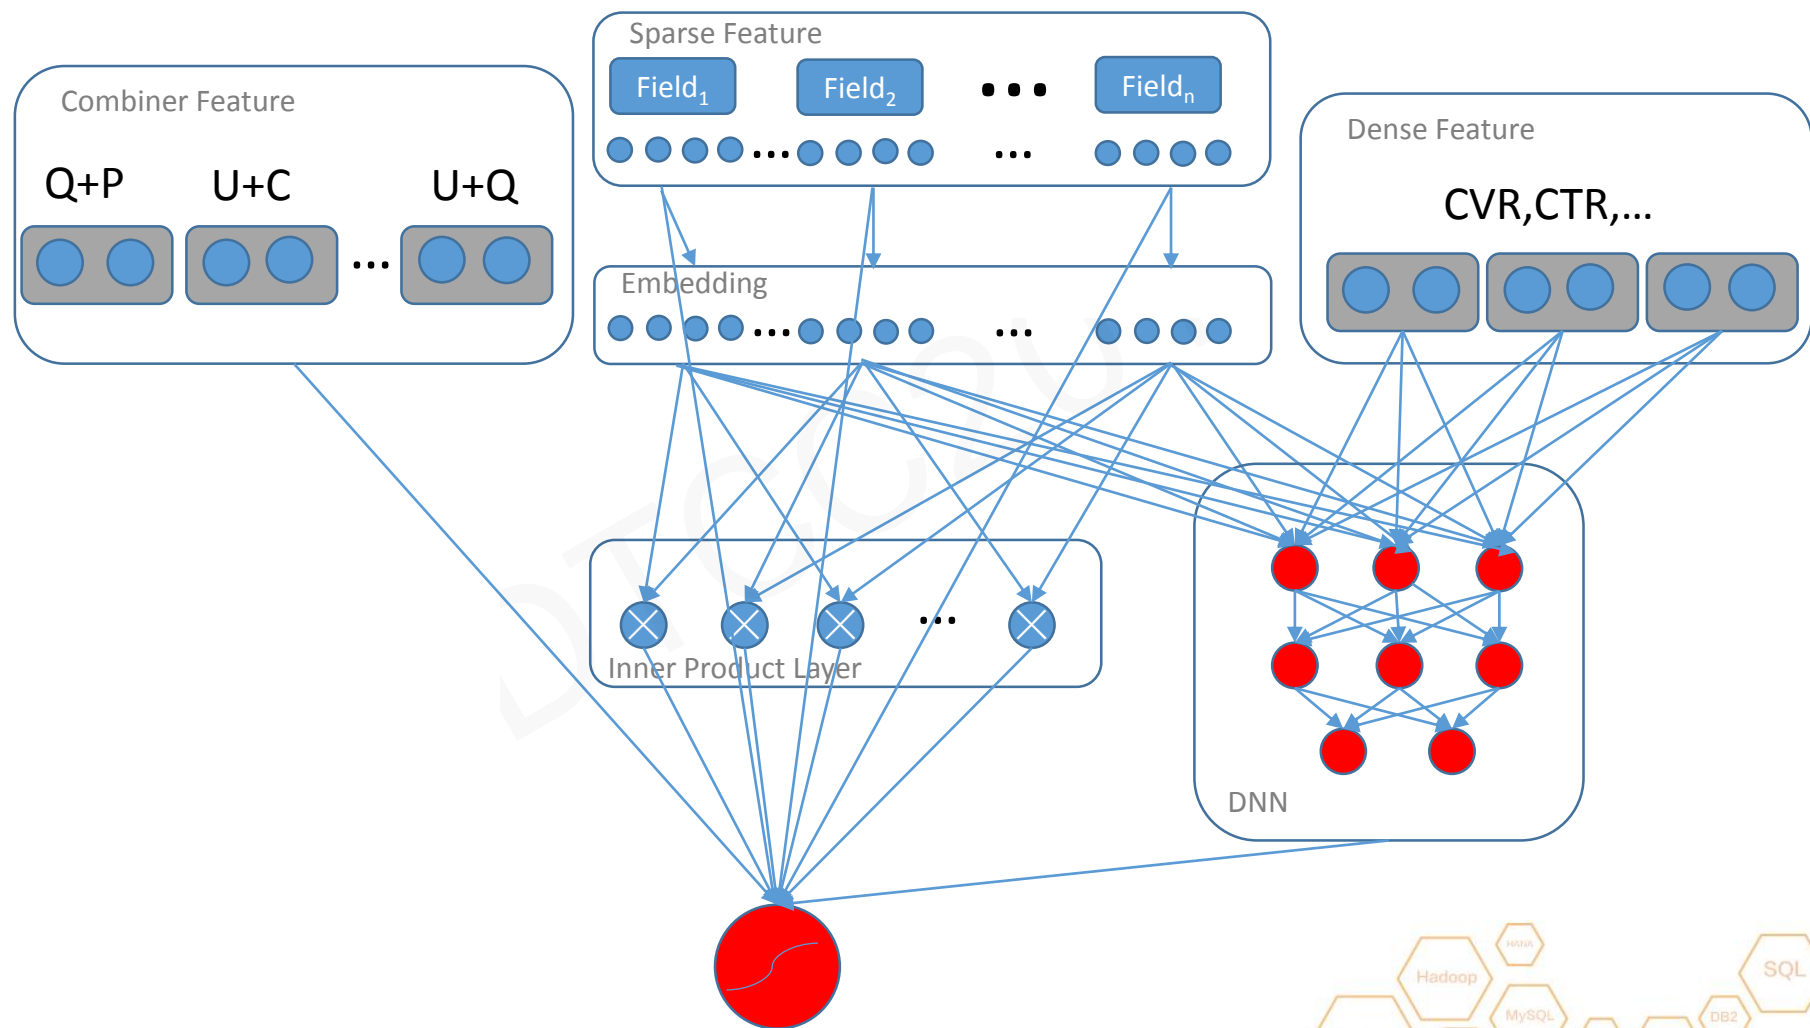 Sparse Feature
Field1
Field2
...
Fieldn
...
...
Combiner Feature
Q+P
U+C
U+Q
...
Dense Feature
CVR,CTR,...
Embedding
...
...
...
Inner Product Layer
DNN
HANA
Hadoop
SQL
MySQL
DB2